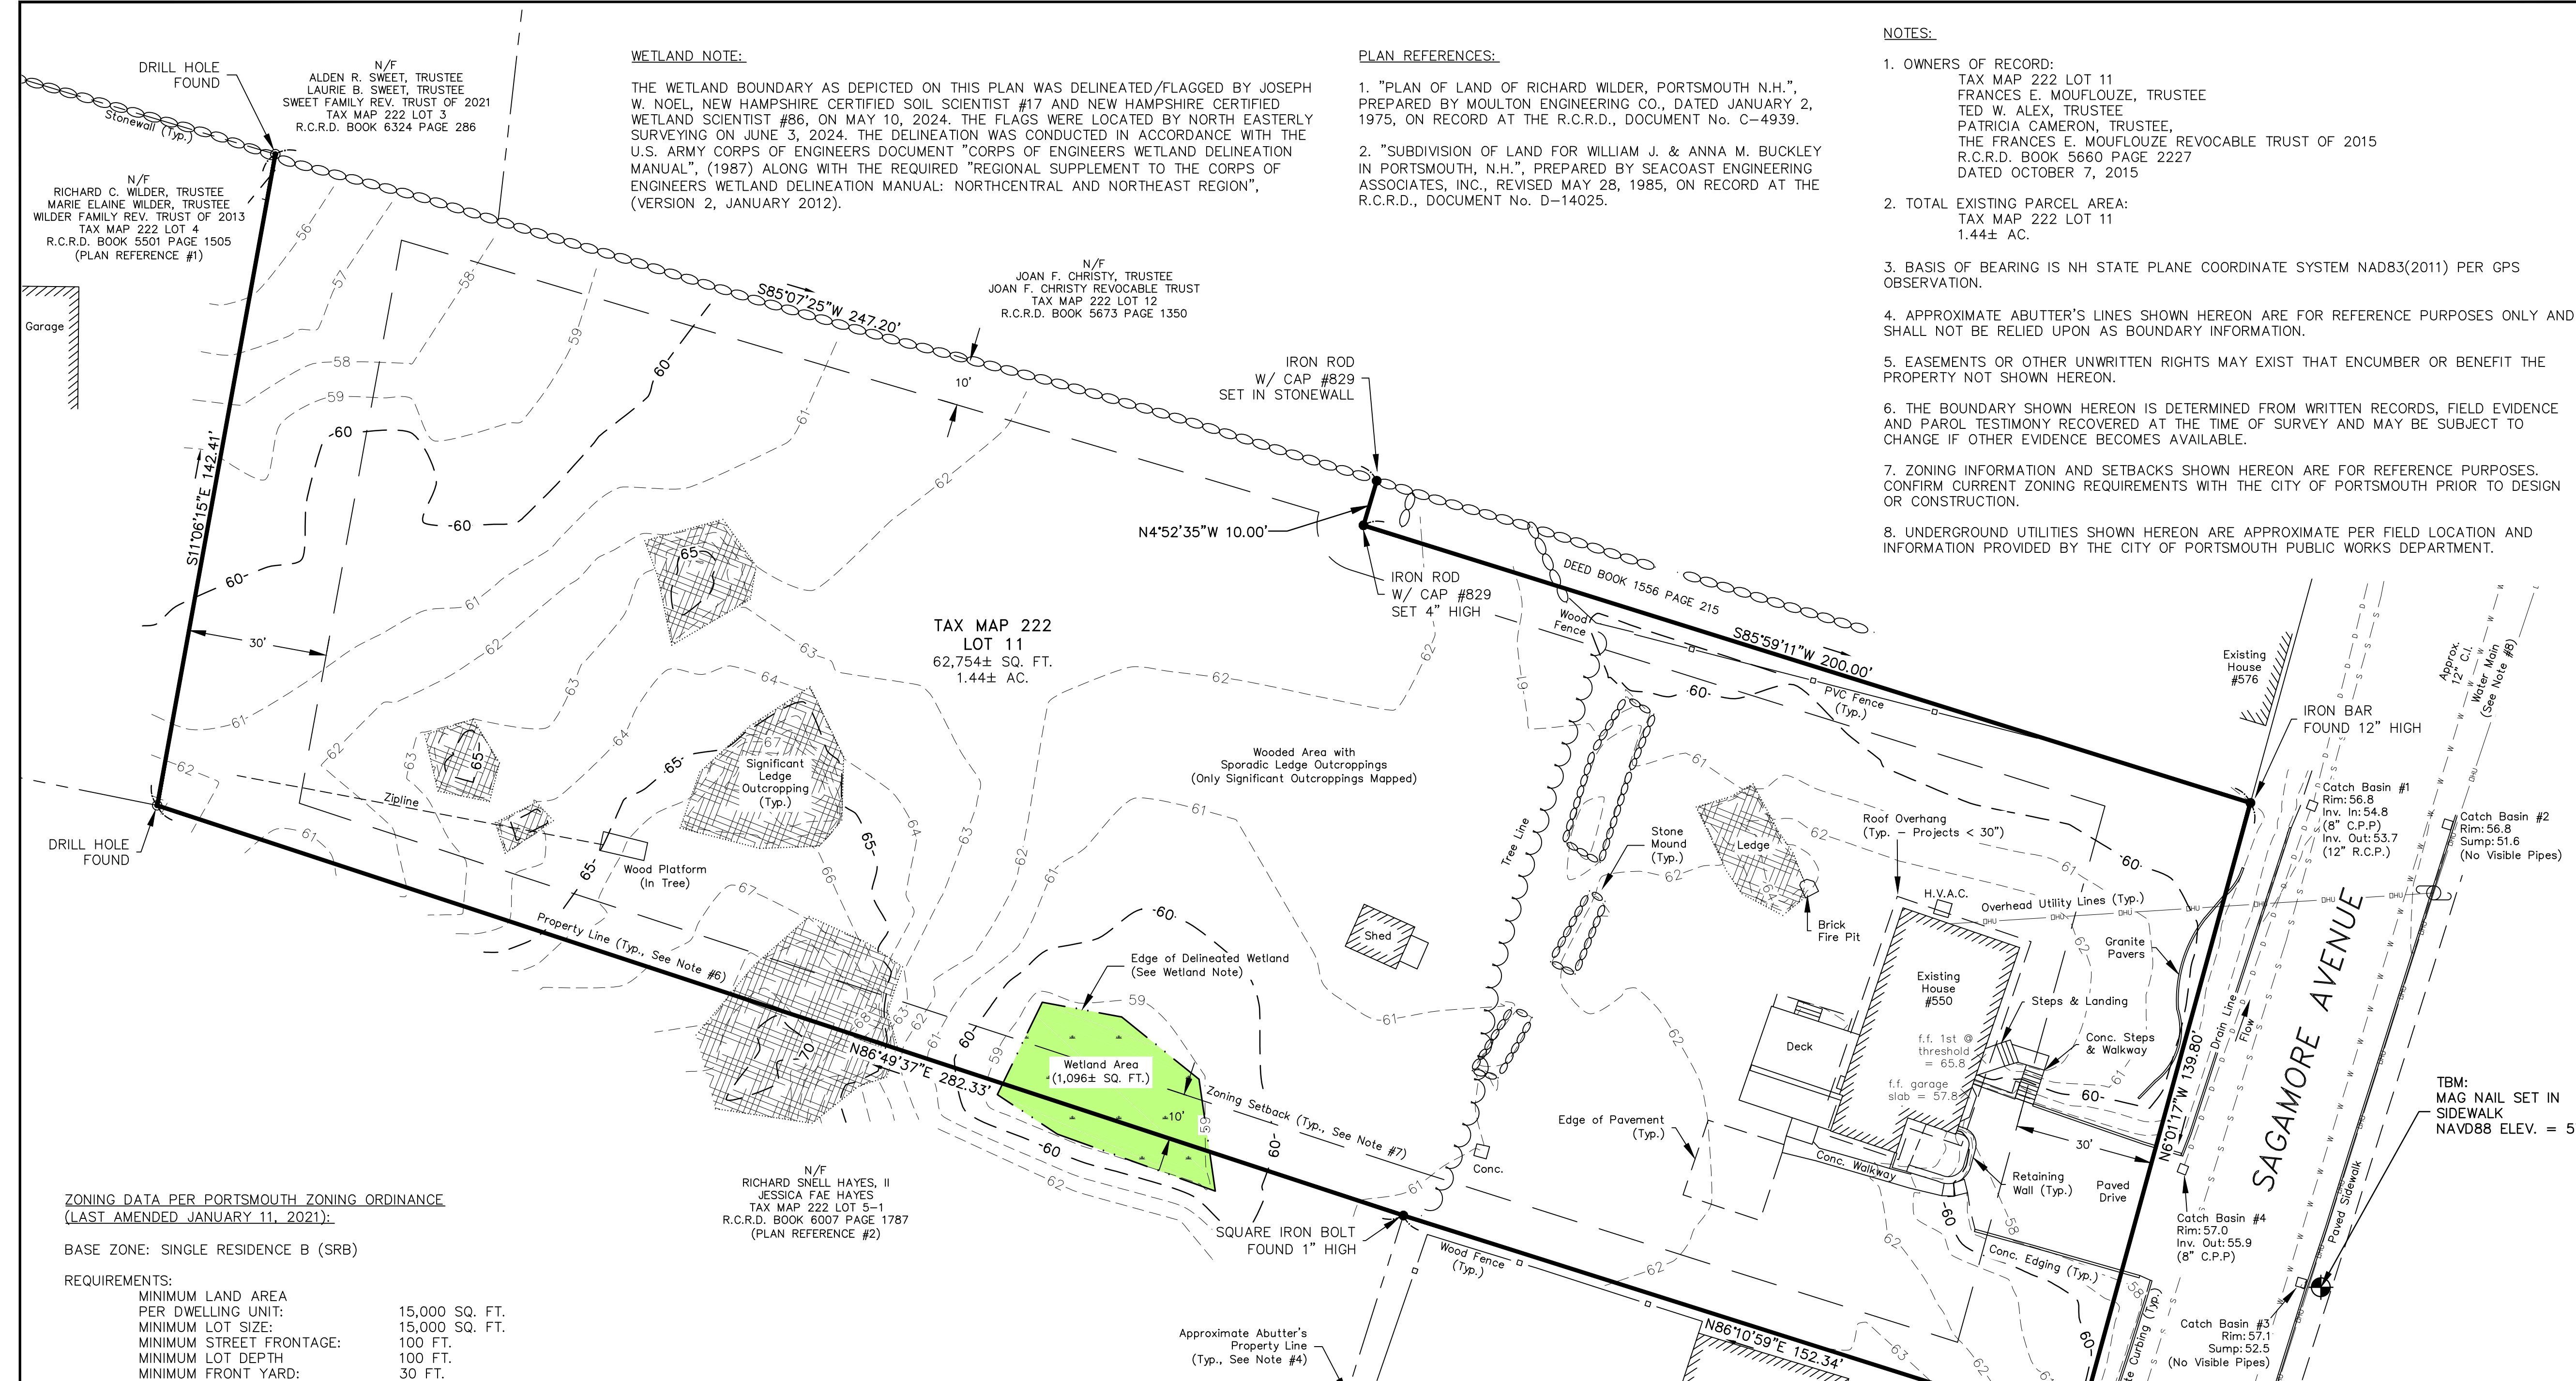 DRILL HOLE
FOUND
N/F
ALDEN R. SWEET, TRUSTEE
LAURIE B. SWEET, TRUSTEE
SWEET FAMILY REV. TRUST OF 2021
TAX MAP 222 LOT 3
R.C.R.D. BOOK 6324 PAGE 286
Stonewall (Typ.)
N/F
RICHARD C. WILDER, TRUSTEE
MARIE ELAINE WILDER, TRUSTEE
WILDER FAMILY REV. TRUST OF 2013
TAX MAP 222 LOT 4
R.C.R.D. BOOK 5501 PAGE 1505
(PLAN REFERENCE #1)
Garage
WETLAND NOTE:
THE WETLAND BOUNDARY AS DEPICTED ON THIS PLAN WAS DELINEATED/FLAGGED BY JOSEPH
W. NOEL, NEW HAMPSHIRE CERTIFIED SOIL SCIENTIST #17 AND NEW HAMPSHIRE CERTIFIED
WETLAND SCIENTIST #86, ON MAY 10, 2024. THE FLAGS WERE LOCATED BY NORTH EASTERLY
SURVEYING ON JUNE 3, 2024. THE DELINEATION WAS CONDUCTED IN ACCORDANCE WITH THE
U.S. ARMY CORPS OF ENGINEERS DOCUMENT "CORPS OF ENGINEERS WETLAND DELINEATION
MANUAL", (1987) ALONG WITH THE REQUIRED "REGIONAL SUPPLEMENT TO THE CORPS OF
ENGINEERS WETLAND DELINEATION MANUAL: NORTHCENTRAL AND NORTHEAST REGION",
(VERSION 2, JANUARY 2012).
PLAN REFERENCES:
1. "PLAN OF LAND OF RICHARD WILDER, PORTSMOUTH N.H.",
PREPARED BY MOULTON ENGINEERING CO., DATED JANUARY 2,
1975, ON RECORD AT THE R.C.R.D., DOCUMENT No. C-4939.
2. "SUBDIVISION OF LAND FOR WILLIAM J. & ANNA M. BUCKLEY
IN PORTSMOUTH, N.H.", PREPARED BY SEACOAST ENGINEERING
ASSOCIATES, INC., REVISED MAY 28, 1985, ON RECORD AT THE
R.C.R.D., DOCUMENT No. D-14025.
NOTES:
1. OWNERS OF RECORD:
TAX MAP 222 LOT 11
FRANCES E. MOUFLOUZE, TRUSTEE
TED W. ALEX, TRUSTEE
PATRICIA CAMERON, TRUSTEE,
THE FRANCES E. MOUFLOUZE REVOCABLE TRUST OF 2015
R.C.R.D. BOOK 5660 PAGE 2227
DATED OCTOBER 7, 2015
2. TOTAL EXISTING PARCEL AREA:
TAX MAP 222 LOT 11
1.44± AC.
3. BASIS OF BEARING IS NH STATE PLANE COORDINATE SYSTEM NAD83(2011) PER GPS
OBSERVATION.
4. APPROXIMATE ABUTTER'S LINES SHOWN HEREON ARE FOR REFERENCE PURPOSES ONLY AND
SHALL NOT BE RELIED UPON AS BOUNDARY INFORMATION.
5. EASEMENTS OR OTHER UNWRITTEN RIGHTS MAY EXIST THAT ENCUMBER OR BENEFIT THE
PROPERTY NOT SHOWN HEREON.
6. THE BOUNDARY SHOWN HEREON IS DETERMINED FROM WRITTEN RECORDS, FIELD EVIDENCE
AND PAROL TESTIMONY RECOVERED AT THE TIME OF SURVEY AND MAY BE SUBJECT TO
CHANGE IF OTHER EVIDENCE BECOMES AVAILABLE.
7. ZONING INFORMATION AND SETBACKS SHOWN HEREON ARE FOR REFERENCE PURPOSES.
CONFIRM CURRENT ZONING REQUIREMENTS WITH THE CITY OF PORTSMOUTH PRIOR TO DESIGN
OR CONSTRUCTION.
8. UNDERGROUND UTILITIES SHOWN HEREON ARE APPROXIMATE PER FIELD LOCATION AND
INFORMATION PROVIDED BY THE CITY OF PORTSMOUTH PUBLIC WORKS DEPARTMENT.
S85°07'25"W 247.20'
N/F
JOAN F. CHRISTY, TRUSTEE
JOAN F. CHRISTY REVOCABLE TRUST
TAX MAP 222 LOT 12
R.C.R.D. BOOK 5673 PAGE 1350
10'
IRON ROD
W/ CAP #829
SET IN STONEWALL
N4°52'35"W 10.00'
IRON ROD
W/ CAP #829
SET 4" HIGH
DEED BOOK 1556 PAGE 215
S85°59'11"W 200.00'
Wood
Fence
PVC Fence
(Typ.)
S11°06'15"E 142.41'
30'
TAX MAP 222
LOT 11
62,754± SQ. FT.
1.44± AC.
Existing
House
#576
Approx.
12" C.I.
Water Main
(See Note #8)
IRON BAR
FOUND 12" HIGH
Wooded Area with
Sporadic Ledge Outcroppings
(Only Significant Outcroppings Mapped)
Significant
Ledge
Outcropping
(Typ.)
Zipline
Wood Platform
(In Tree)
DRILL HOLE
FOUND
Tree Line
Stone
Mound
(Typ.)
Ledge
Roof Overhang
(Typ. - Projects < 30")
Catch Basin #1
Rim: 56.8
Inv. In: 54.8
(8" C.P.P)
Inv. Out: 53.7
(12" R.C.P.)
Catch Basin #2
Rim: 56.8
Sump: 51.6
(No Visible Pipes)
H.V.A.C.
Overhead Utility Lines (Typ.)
Brick
Fire Pit
Shed
Granite
Pavers
Property Line (Typ., See Note #6)
Edge of Delineated Wetland
(See Wetland Note)
Existing
House
#550
Steps & Landing
Conc. Steps
& Walkway
Deck
f.f. 1st @
threshold
= 65.8
f.f. garage
slab = 57.8
Drain Line
Flow
SAGAMORE AVENUE
N86°49'37"E 282.33'
Wetland Area
(1,096± SQ. FT.)
10'
Zoning Setback (Typ., See Note #7)
Edge of Pavement
(Typ.)
TBM:
MAG NAIL SET IN
SIDEWALK
NAVD88 ELEV. = 5
N6°01'17"W 139.80'
30'
Conc.
Conc. Walkway
Retaining
Wall (Typ.)
Paved
Drive
Paved Sidewalk
N/F
RICHARD SNELL HAYES, II
JESSICA FAE HAYES
TAX MAP 222 LOT 5-1
R.C.R.D. BOOK 6007 PAGE 1787
(PLAN REFERENCE #2)
SQUARE IRON BOLT
FOUND 1" HIGH
Wood Fence
(Typ.)
Conc. Edging (Typ.)
Catch Basin #4
Rim: 57.0
Inv. Out: 55.9
(8" C.P.P)
Catch Basin #3
Rim: 57.1
Sump: 52.5
(No Visible Pipes)
Curbing (Typ.)
Approximate Abutter's
Property Line
(Typ., See Note #4)
N86°10'59"E 152.34'
ZONING DATA PER PORTSMOUTH ZONING ORDINANCE
(LAST AMENDED JANUARY 11, 2021):
BASE ZONE: SINGLE RESIDENCE B (SRB)
REQUIREMENTS:
MINIMUM LAND AREA
PER DWELLING UNIT: 15,000 SQ. FT.
MINIMUM LOT SIZE: 15,000 SQ. FT.
MINIMUM STREET FRONTAGE: 100 FT.
MINIMUM LOT DEPTH 100 FT.
MINIMUM FRONT YARD: 30 FT.